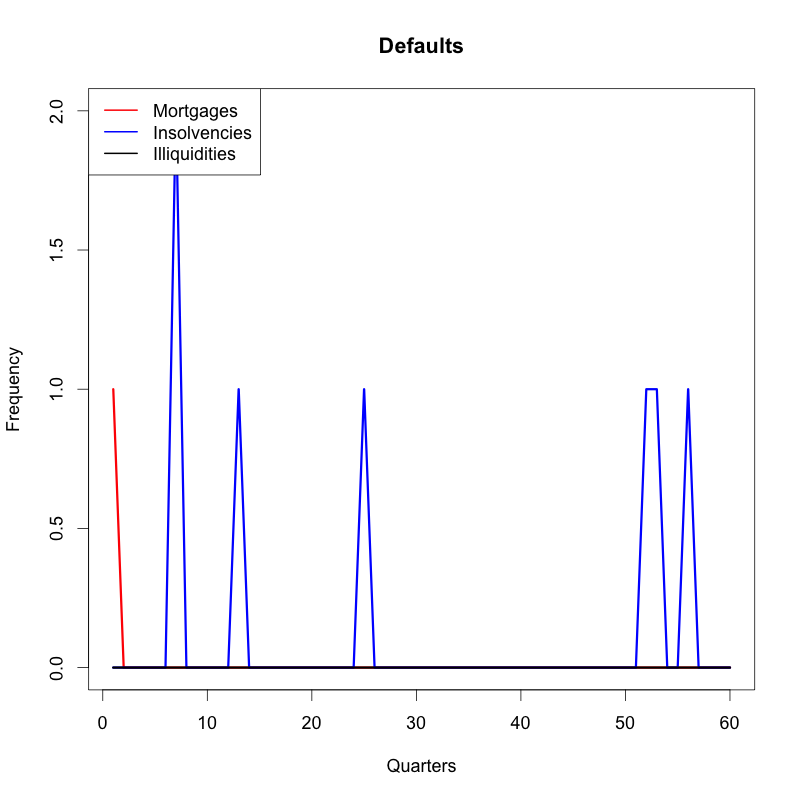 Defaults
Mortgages
Insolvencies
Illiquidities
2.0
1.5
1.0
0.5
0.0
Frequency
0 10 20 30 40 50 60
Quarters